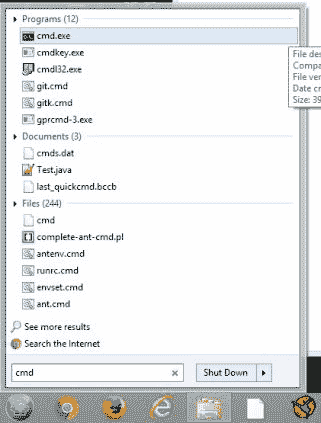 Programs (12)
cmd.exe
cmdkey.exe
cmdl32.exe
git.cmd
gitk.cmd
gprcmd-3.exe
Documents (3)
cmds.dat
Test.java
last_quickcmd.bccb
Files (244)
cmd
complete-ant-cmd.pl
antenv.cmd
runrc.cmd
envset.cmd
ant.cmd
See more results
Search the Internet
cmd
Shut Down
File des
Compa
File ver
Date cr
Size: 39